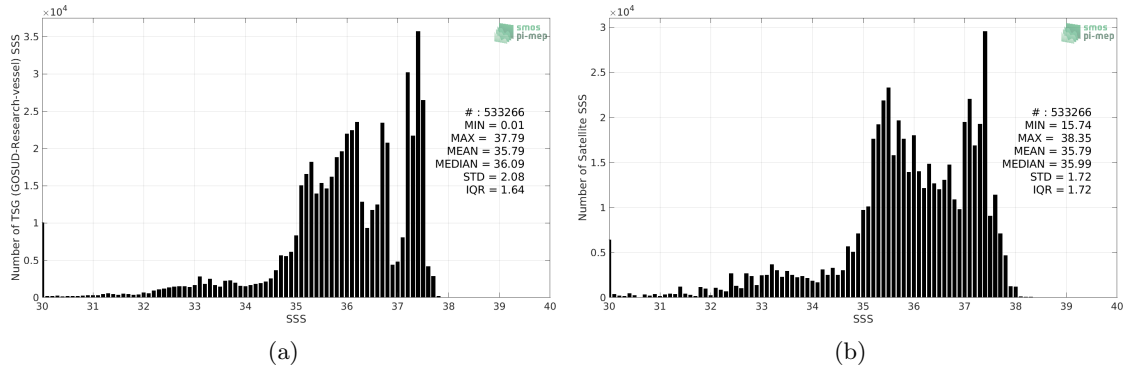 ×10⁴
smos
pi-mep
Number of TSG (GOSUD-Research-vessel) SSS
3.5
3
2.5
2
1.5
1
0.5
0
# : 533266
MIN = 0.01
MAX = 37.79
MEAN = 35.79
MEDIAN = 36.09
STD = 2.08
IQR = 1.64
30 31 32 33 34 35 36 37 38 39 40
SSS
(a)
×10⁴
smos
pi-mep
Number of Satellite SSS
3
2.5
2
1.5
1
0.5
0
# : 533266
MIN = 15.74
MAX = 38.35
MEAN = 35.79
MEDIAN = 35.99
STD = 1.72
IQR = 1.72
30 31 32 33 34 35 36 37 38 39 40
SSS
(b)